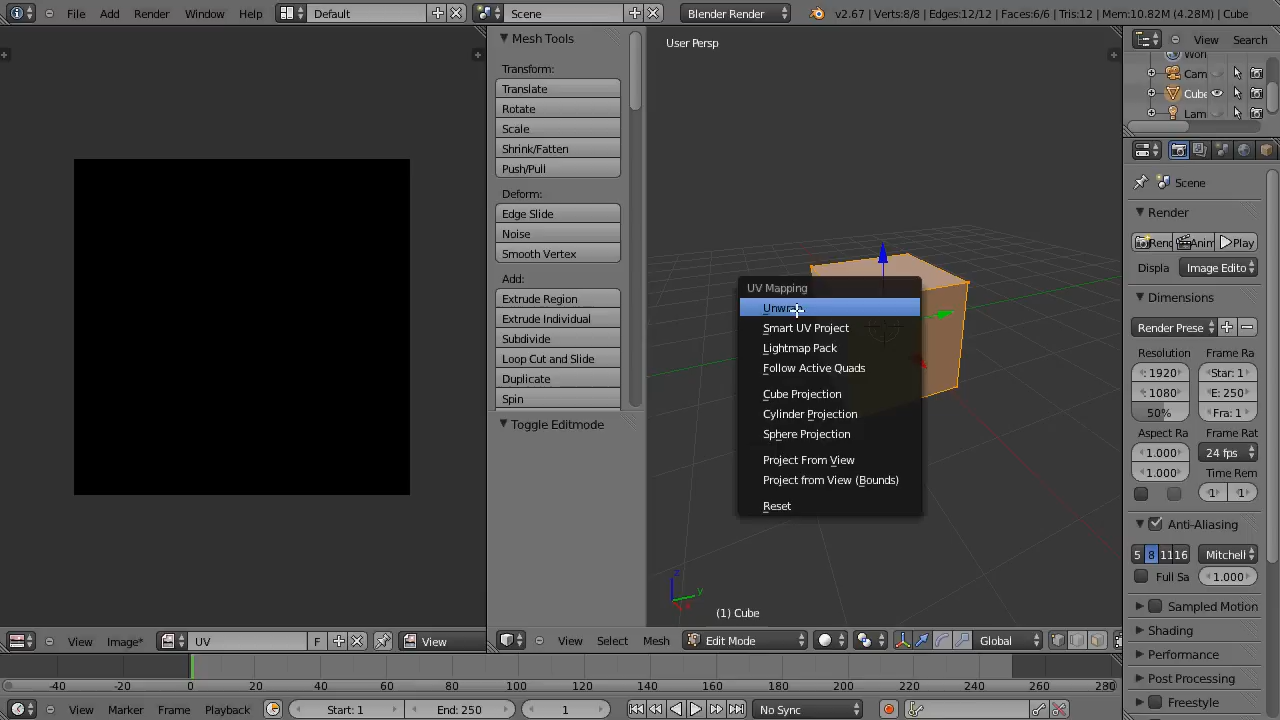 File Add Render Window Help Default Scene Blender Render v2.67 | Verts:8/8 | Edges:12/12 | Faces:6/6 | Tris:12 | Mem:10.82M (4.28M) | Cube
Mesh Tools
Transform:
Translate
Rotate
Scale
Shrink/Fatten
Push/Pull
Deform:
Edge Slide
Noise
Smooth Vertex
Add:
Extrude Region
Extrude Individual
Subdivide
Loop Cut and Slide
Duplicate
Spin
Toggle Editmode
User Persp
UV Mapping
Smart UV Project
Lightmap Pack
Follow Active Quads
Cube Projection
Cylinder Projection
Sphere Projection
Project From View
Project from View (Bounds)
Reset
z
y
x
(1) Cube
View Search
Cam
Cube
Lam
Scene
Render
Rend Anim Play
Displa Image Edito
Dimensions
Render Prese
Resolution Frame Ra
: 1920 Start: 1
: 1080 E: 250
50% Fra: 1
Aspect Ra Frame Rat
1.000 24 fps
1.000 Time Rem
1 1
Anti-Aliasing
5 8 11 16 Mitchell
Full Sa 1.000
Sampled Motion
Shading
Performance
Post Processing
Freestyle
View Image* UV F View
View Select Mesh Edit Mode Global
-40 -20 0 20 40 60 80 100 120 140 160 180 200 220 240 260 280
View Marker Frame Playback Start: 1 End: 250 1 No Sync